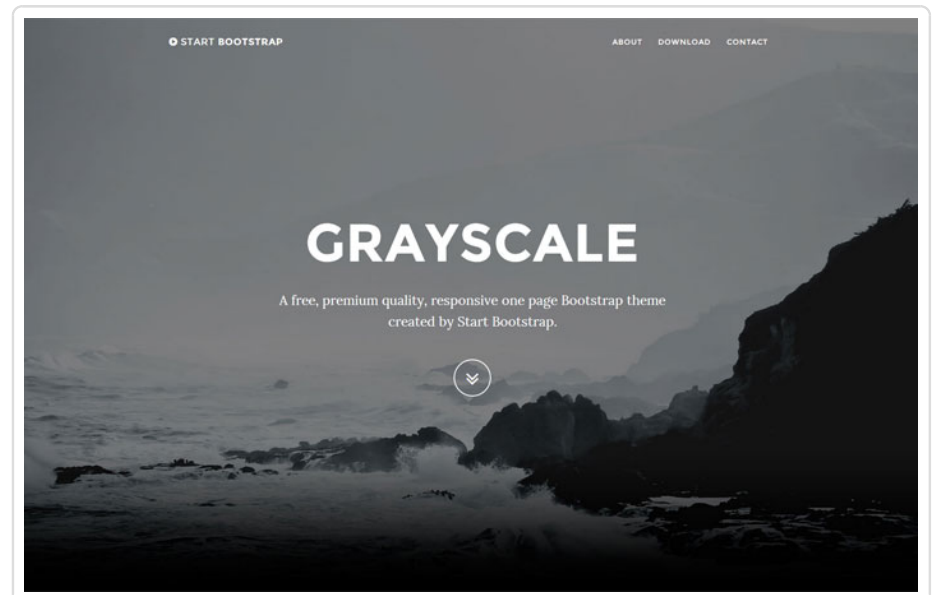 START BOOTSTRAP
ABOUT DOWNLOAD CONTACT
GRAYSCALE
A free, premium quality, responsive one page Bootstrap theme
created by Start Bootstrap.